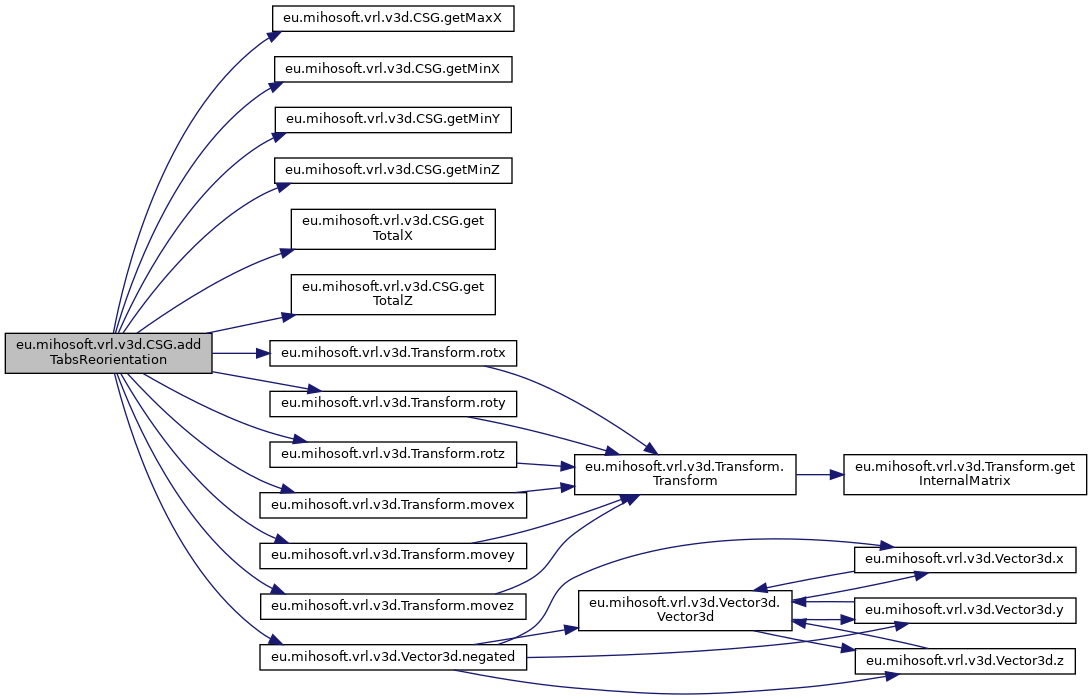 eu.mihosoft.vrl.v3d.CSG.add
TabsReorientation
eu.mihosoft.vrl.v3d.CSG.getMaxX
eu.mihosoft.vrl.v3d.CSG.getMinX
eu.mihosoft.vrl.v3d.CSG.getMinY
eu.mihosoft.vrl.v3d.CSG.getMinZ
eu.mihosoft.vrl.v3d.CSG.get
TotalX
eu.mihosoft.vrl.v3d.CSG.get
TotalZ
eu.mihosoft.vrl.v3d.Transform.rotx
eu.mihosoft.vrl.v3d.Transform.roty
eu.mihosoft.vrl.v3d.Transform.rotz
eu.mihosoft.vrl.v3d.Transform.movex
eu.mihosoft.vrl.v3d.Transform.movey
eu.mihosoft.vrl.v3d.Transform.movez
eu.mihosoft.vrl.v3d.Vector3d.negated
eu.mihosoft.vrl.v3d.Transform.
Transform
eu.mihosoft.vrl.v3d.Vector3d.
Vector3d
eu.mihosoft.vrl.v3d.Transform.get
InternalMatrix
eu.mihosoft.vrl.v3d.Vector3d.x
eu.mihosoft.vrl.v3d.Vector3d.y
eu.mihosoft.vrl.v3d.Vector3d.z